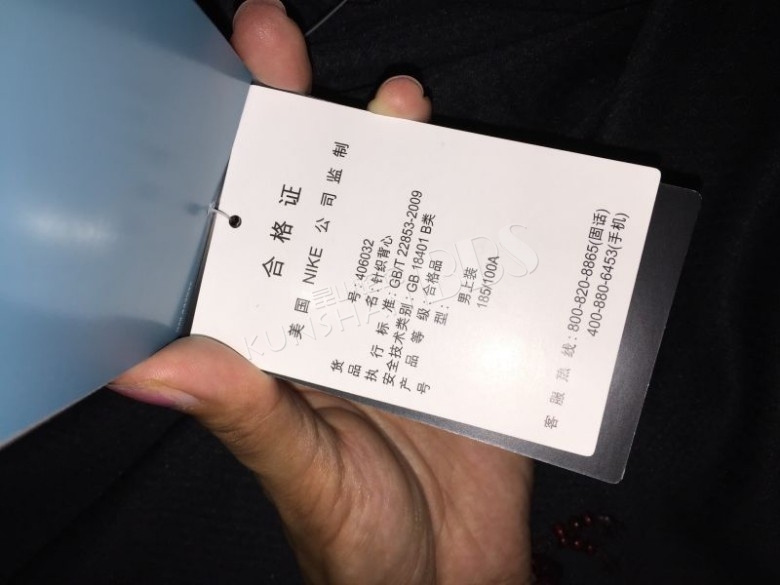 合格证
美国 NIKE 公司监制
货号:406032
品名:针织背心
执行标准:GB/T 22853-2009
安全技术类别:GB 18401 B类
产品等级:合格品
号型:男上装
185/100A
客服热线:800-820-8865(固话)
400-880-6453(手机)